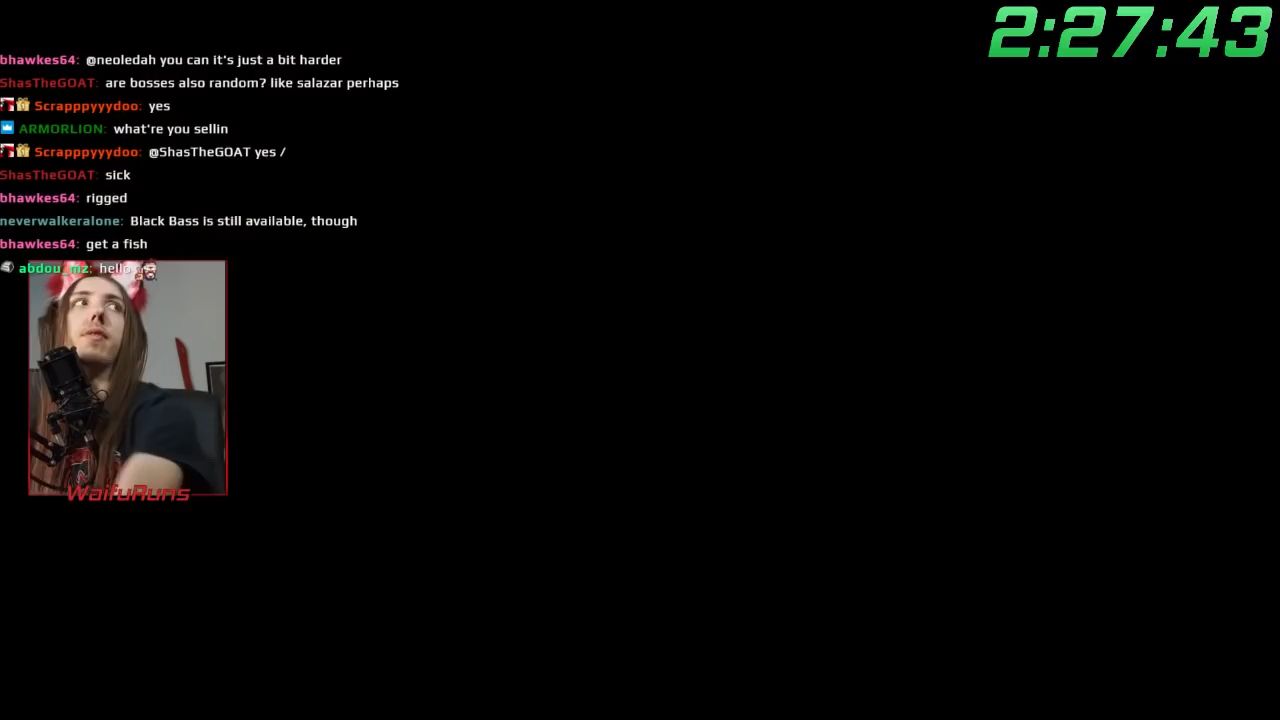 2:27:43
bhawkes64: @neoledah you can it's just a bit harder
ShasTheGOAT: are bosses also random? like salazar perhaps
Scrapppyyydoo: yes
ARMORLION: what're you sellin
Scrapppyyydoo: @ShasTheGOAT yes /
ShasTheGOAT: sick
bhawkes64: rigged
neverwalkeralone: Black Bass is still available, though
bhawkes64: get a fish
abdou_mz: hello
WaifuRuns